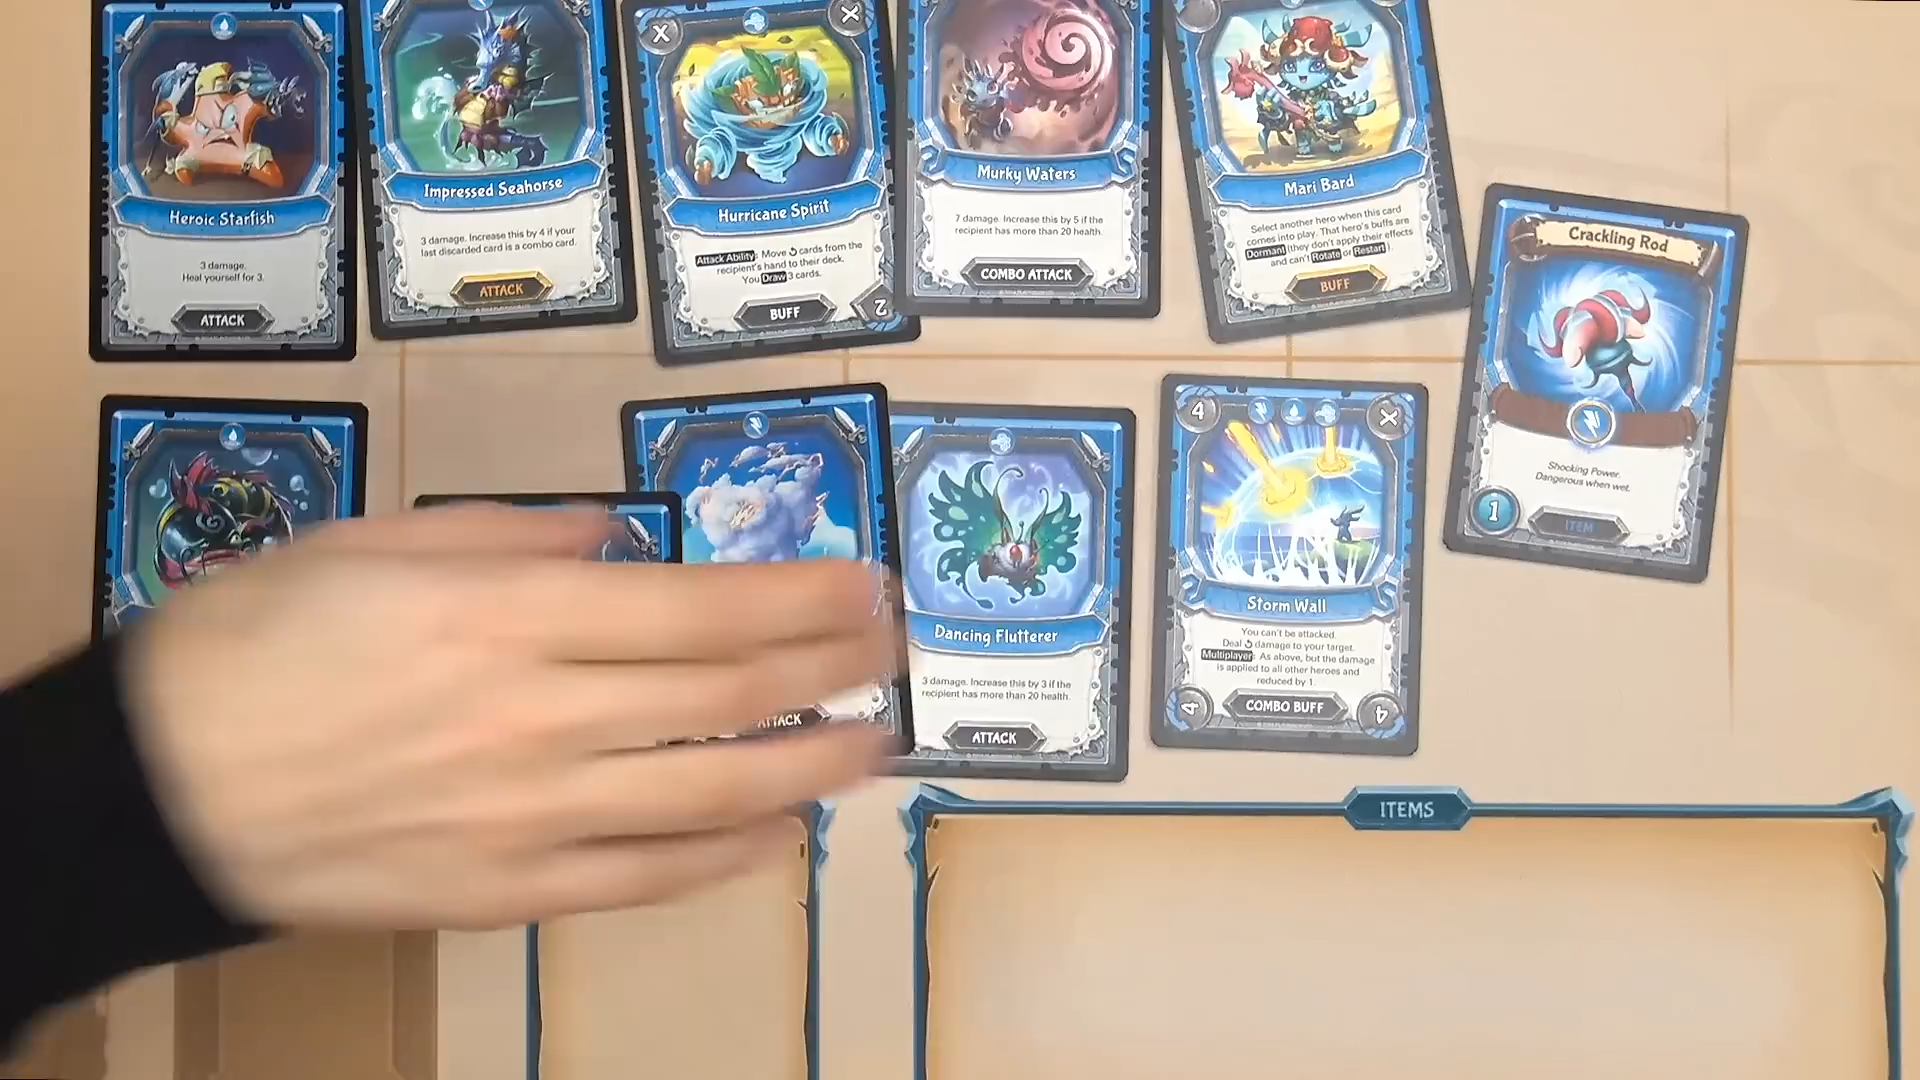 Heroic Starfish
3 damage.
Heal yourself for 3.
ATTACK
Impressed Seahorse
3 damage. Increase this by 4 if your
last discarded card is a combo card.
ATTACK
X
X
Hurricane Spirit
Attack Ability: Move cards from the
recipient's hand to their deck.
You Draw 3 cards.
BUFF
2
Murky Waters
7 damage. Increase this by 5 if the
recipient has more than 20 health.
COMBO ATTACK
Mari Bard
Select another hero when this card
comes into play. That hero's buffs are
Dormant (they don't apply their effects
and can't Rotate or Restart).
BUFF
Crackling Rod
Shocking Power.
Dangerous when wet.
1
ITEM
ATTACK
Dancing Flutterer
3 damage. Increase this by 3 if the
recipient has more than 20 health.
ATTACK
4
X
Storm Wall
You can't be attacked.
Deal damage to your target.
Multiplayer: As above, but the damage
is applied to all other heroes and
reduced by 1.
COMBO BUFF
4
4
ITEMS